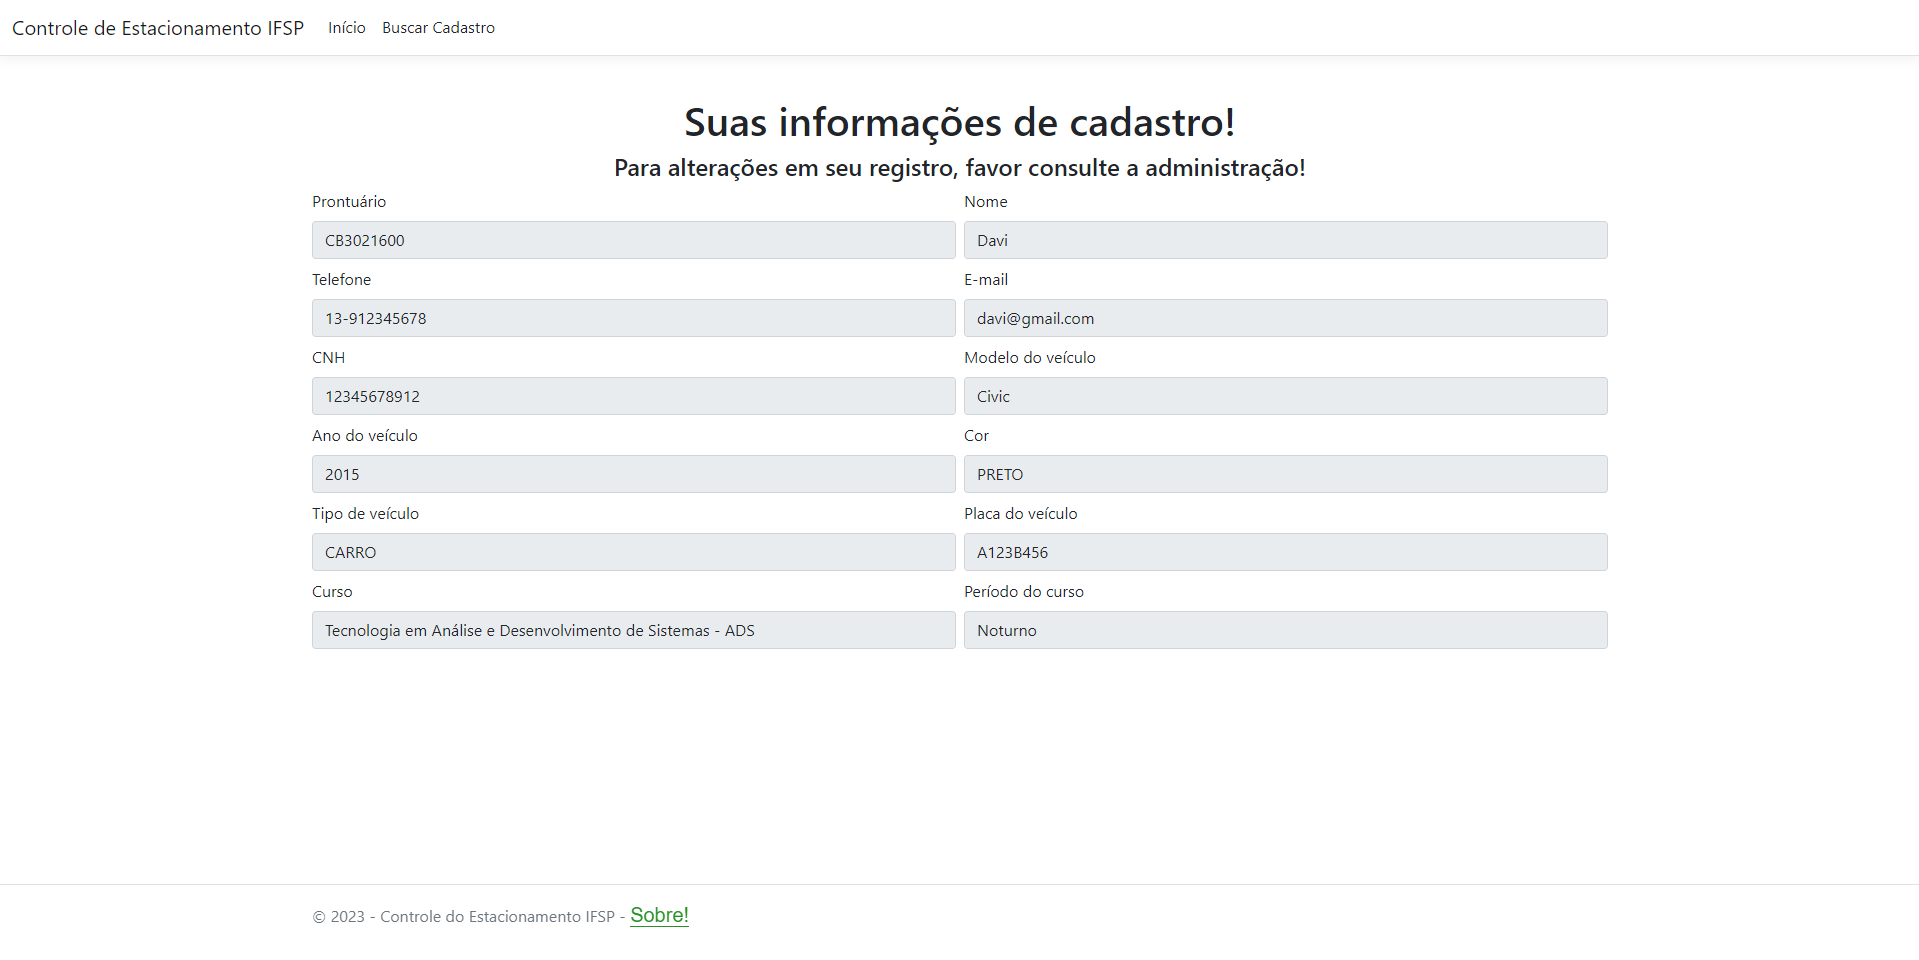 Controle de Estacionamento IFSP Início Buscar Cadastro
Suas informações de cadastro!
Para alterações em seu registro, favor consulte a administração!
Prontuário Nome
CB3021600 Davi
Telefone E-mail
13-912345678 davi@gmail.com
CNH Modelo do veículo
12345678912 Civic
Ano do veículo Cor
2015 PRETO
Tipo de veículo Placa do veículo
CARRO A123B456
Curso Período do curso
Tecnologia em Análise e Desenvolvimento de Sistemas - ADS Noturno
© 2023 - Controle do Estacionamento IFSP - Sobre!